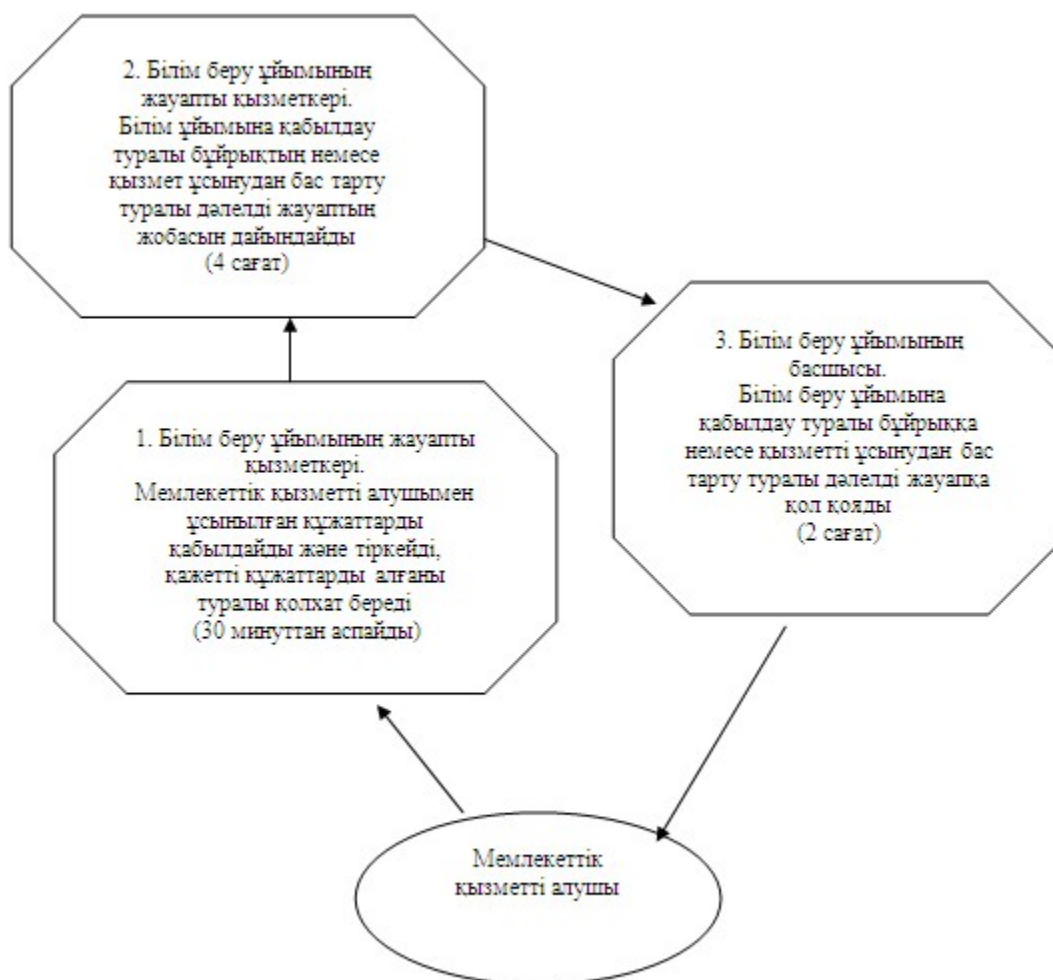 2. Білім беру ұйымының
жауапты қызметкері.
Білім ұйымына қабылдау
туралы бұйрықтың немесе
қызмет ұсынудан бас тарту
туралы дәлелді жауаптың
жобасын дайындайды
(4 сағат)
3. Білім беру ұйымының
басшысы.
Білім беру ұйымына
қабылдау туралы бұйрыққа
немесе қызметті ұсынудан бас
тарту туралы дәлелді жауапқа
қол қояды
(2 сағат)
1. Білім беру ұйымының жауапты
қызметкері.
Мемлекеттік қызметті алушымен
ұсынылған құжаттарды
қабылдайды және тіркейді,
қажетті құжаттарды алғаны
туралы қолхат береді
(30 минуттан аспайды)
Мемлекеттік
қызметті алушы